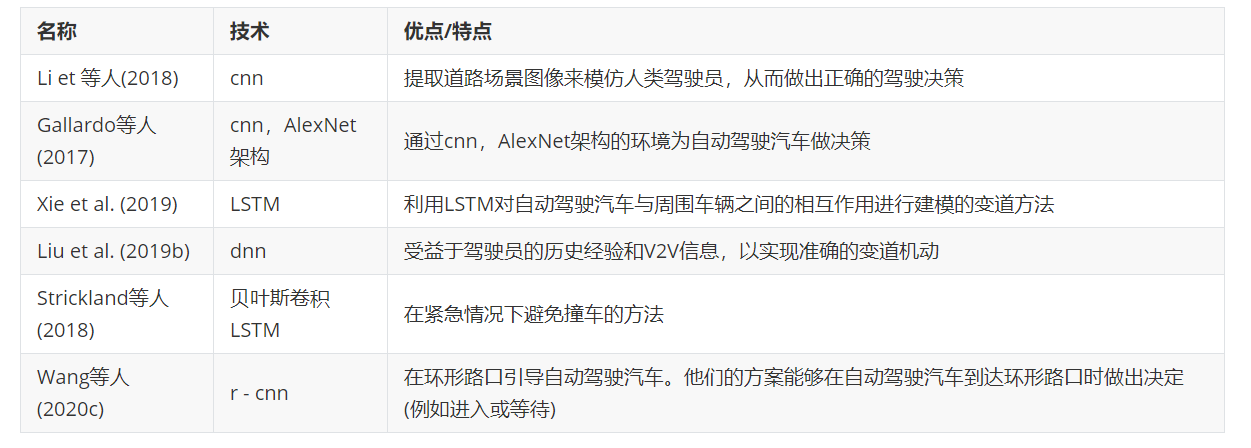 名称 技术 优点/特点
Li et 等人(2018) cnn 提取道路场景图像来模仿人类驾驶员，从而做出正确的驾驶决策
Gallardo等人
(2017)
cnn，AlexNet
架构
通过cnn，AlexNet架构的环境为自动驾驶汽车做决策
Xie et al. (2019) LSTM 利用LSTM对自动驾驶汽车与周围车辆之间的相互作用进行建模的变道方法
Liu et al. (2019b) dnn 受益于驾驶员的历史经验和V2V信息，以实现准确的变道机动
Strickland等人
(2018)
贝叶斯卷积
LSTM
在紧急情况下避免撞车的方法
Wang等人
(2020c)
r - cnn
在环形路口引导自动驾驶汽车。他们的方案能够在自动驾驶汽车到达环形路口时做出决定
(例如进入或等待)